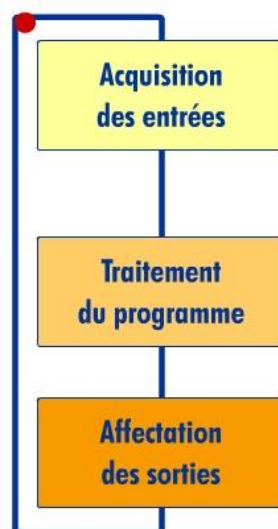 Acquisition
des entrées
Traitement
du programme
Affectation
des sorties